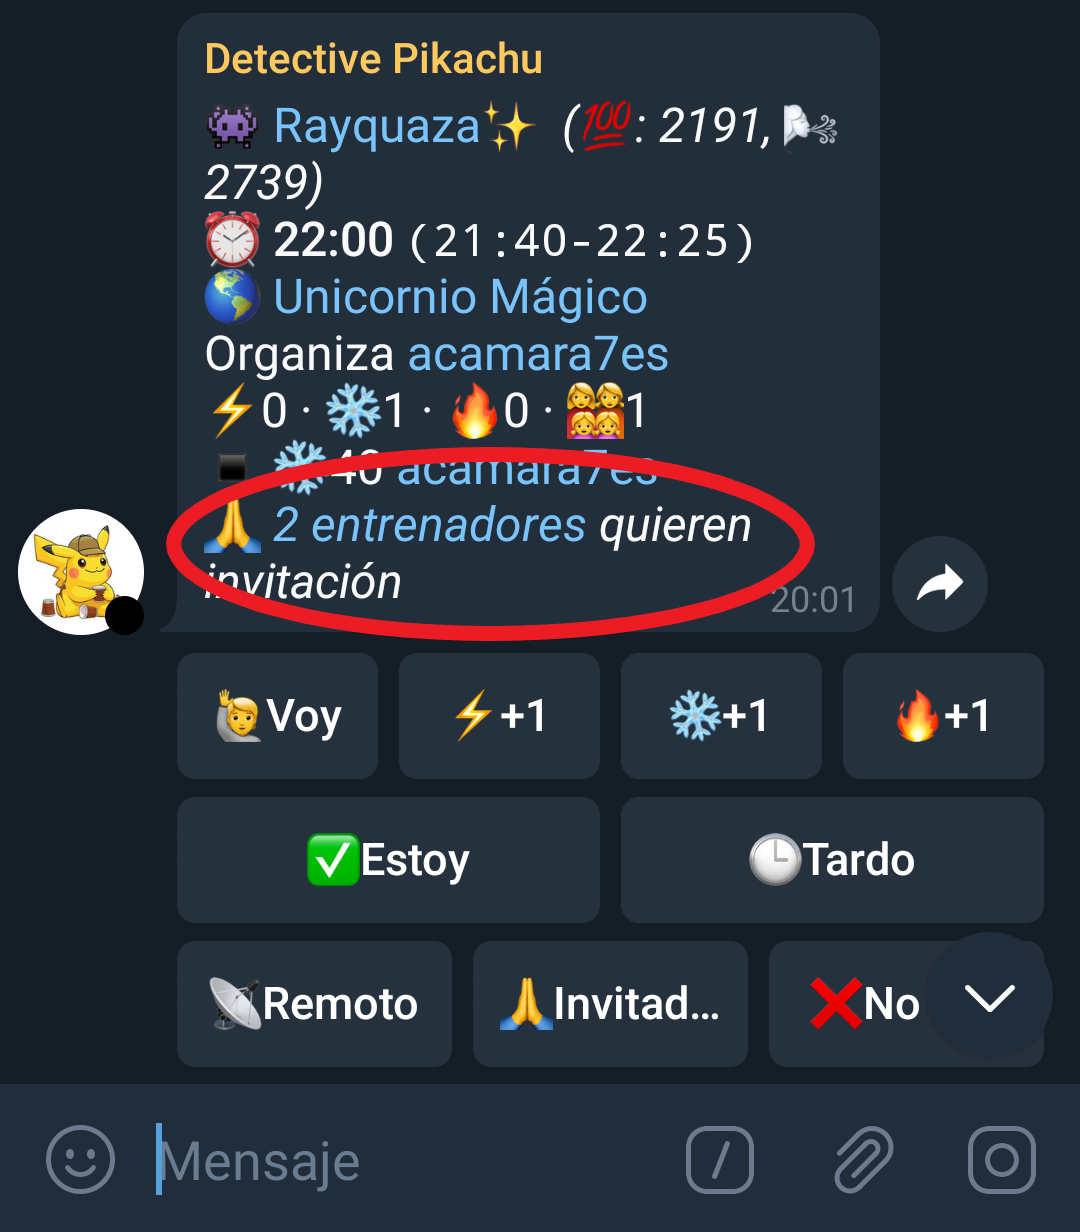 Detective Pikachu
👾 Rayquaza✨ (💯: 2191, 🌬
2739)
⏰ 22:00 (21:40-22:25)
🌎 Unicornio Mágico
Organiza acamara7es
⚡0 · ❄1 · 🔥0 · 👩‍👩‍👧‍👧1
▪ ❄40 acamara7es
🙏 2 entrenadores quieren
invitación
20:01
🙋Voy
⚡+1
❄+1
🔥+1
✅Estoy
🕒Tardo
📡Remoto
🙏Invitad...
❌No
Mensaje